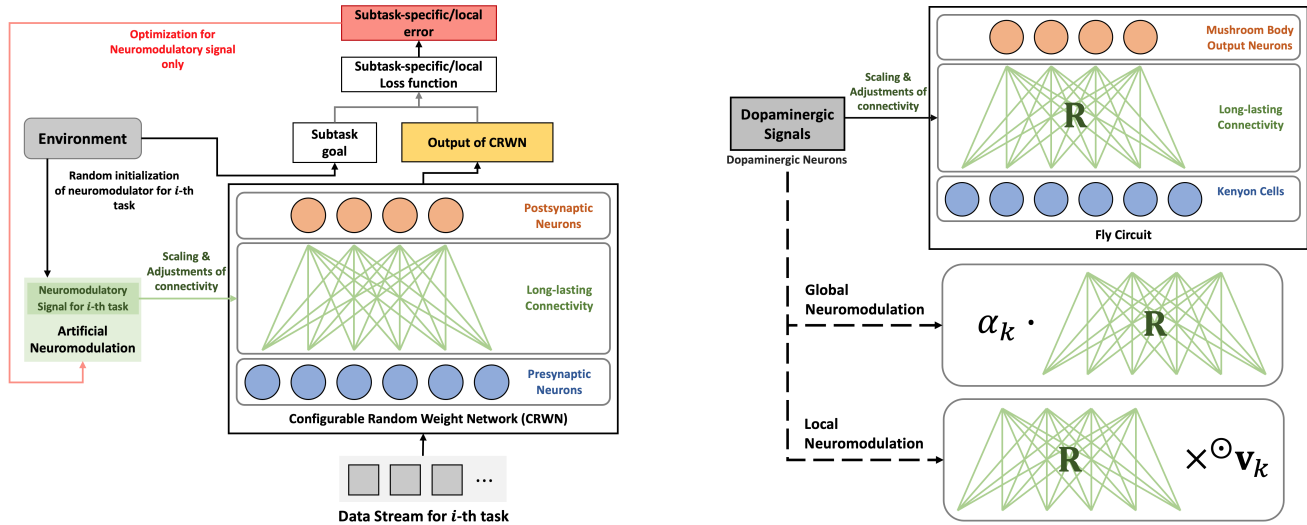 Subtask-specific/local
error
Optimization for
Neuromodulatory signal
only
Subtask-specific/local
Loss function
Environment
Subtask
goal
Output of CRWN
Random initialization
of neuromodulator for i-th
task
Postsynaptic
Neurons
Scaling &
Adjustments of
connectivity
Neuromodulatory
Signal for i-th task
Artificial
Neuromodulation
Long-lasting
Connectivity
Presynaptic
Neurons
Configurable Random Weight Network (CRWN)
...
Data Stream for i-th task
Mushroom Body
Output Neurons
Scaling &
Adjustments of
connectivity
Dopaminergic
Signals
Dopaminergic Neurons
R
Long-lasting
Connectivity
Kenyon Cells
Fly Circuit
Global
Neuromodulation
αₖ · R
Local
Neuromodulation
R ×^⊙ vₖ